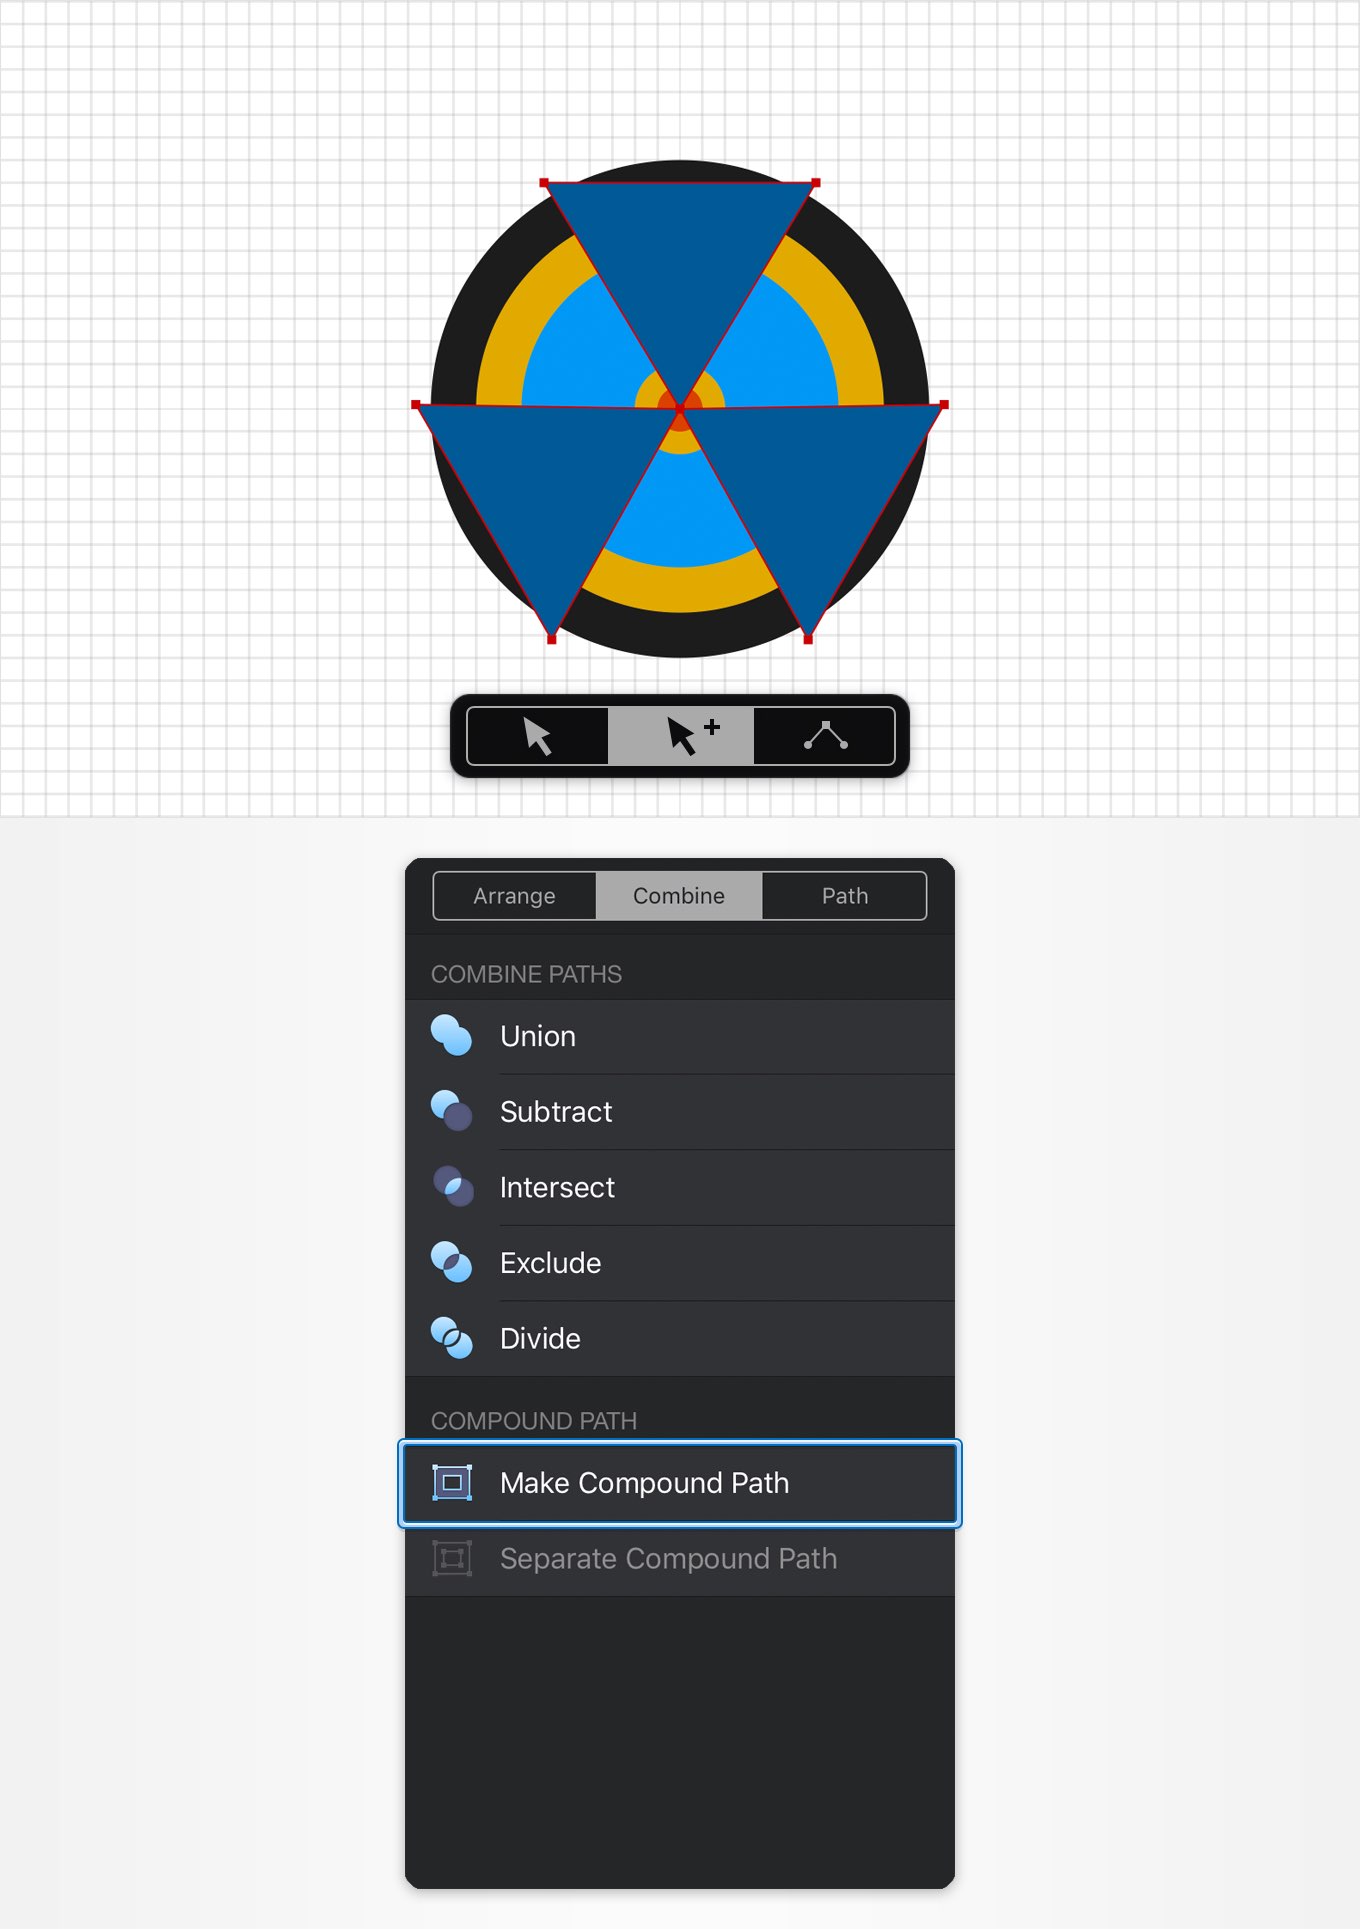 Arrange
Combine
Path
COMBINE PATHS
Union
Subtract
Intersect
Exclude
Divide
COMPOUND PATH
Make Compound Path
Separate Compound Path